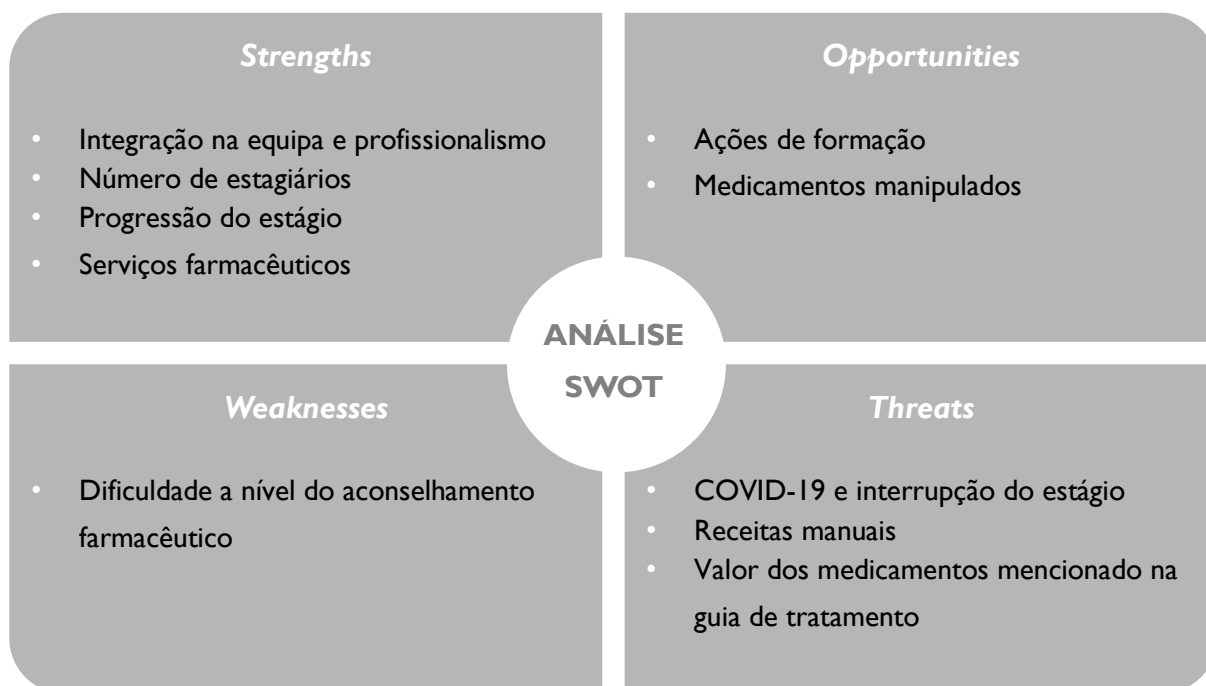 Strengths
• Integração na equipa e profissionalismo
• Número de estagiários
• Progressão do estágio
• Serviços farmacêuticos
Opportunities
• Ações de formação
• Medicamentos manipulados
ANÁLISE
SWOT
Weaknesses
• Dificuldade a nível do aconselhamento
farmacêutico
Threats
• COVID-19 e interrupção do estágio
• Receitas manuais
• Valor dos medicamentos mencionado na
guia de tratamento